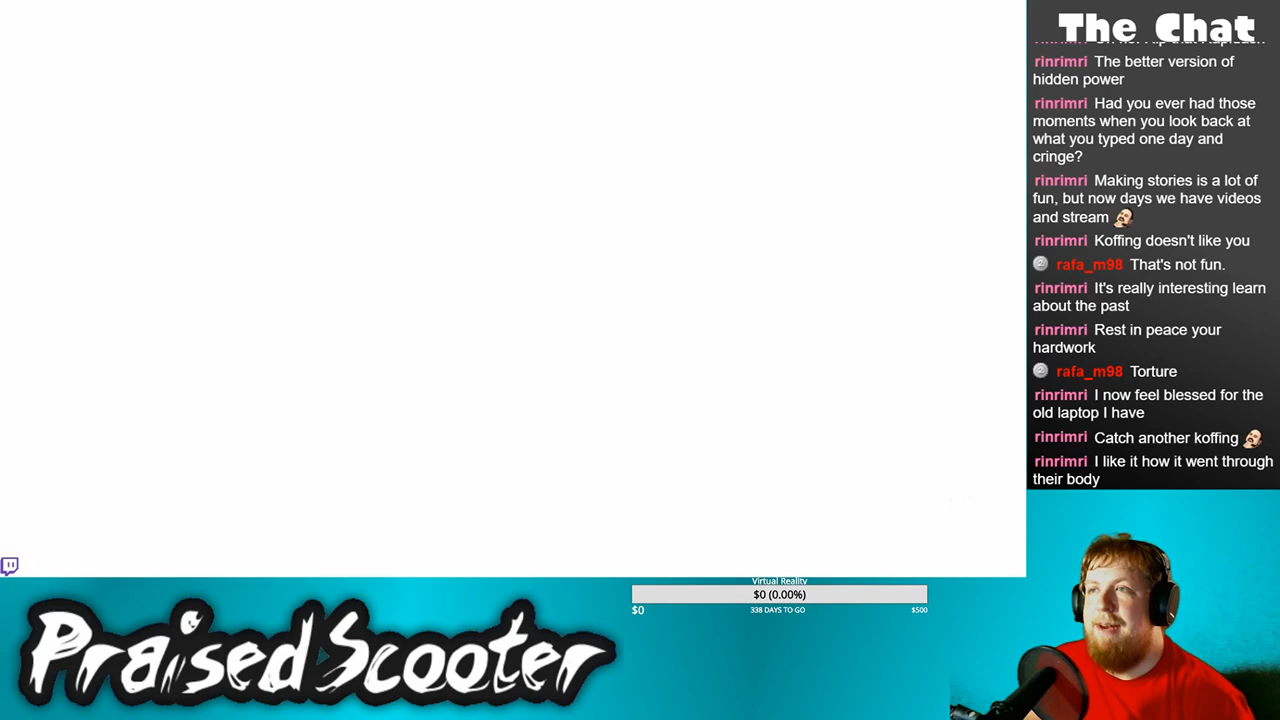 The Chat
rinrimri The better version of
hidden power
rinrimri Had you ever had those
moments when you look back at
what you typed one day and
cringe?
rinrimri Making stories is a lot of
fun, but now days we have videos
and stream
rinrimri Koffing doesn't like you
rafa_m98 That's not fun.
rinrimri It's really interesting learn
about the past
rinrimri Rest in peace your
hardwork
rafa_m98 Torture
rinrimri I now feel blessed for the
old laptop I have
rinrimri Catch another koffing
rinrimri I like it how it went through
their body
Virtual Reality
$0 (0.00%)
$0 338 DAYS TO GO $500
PraisedScooter